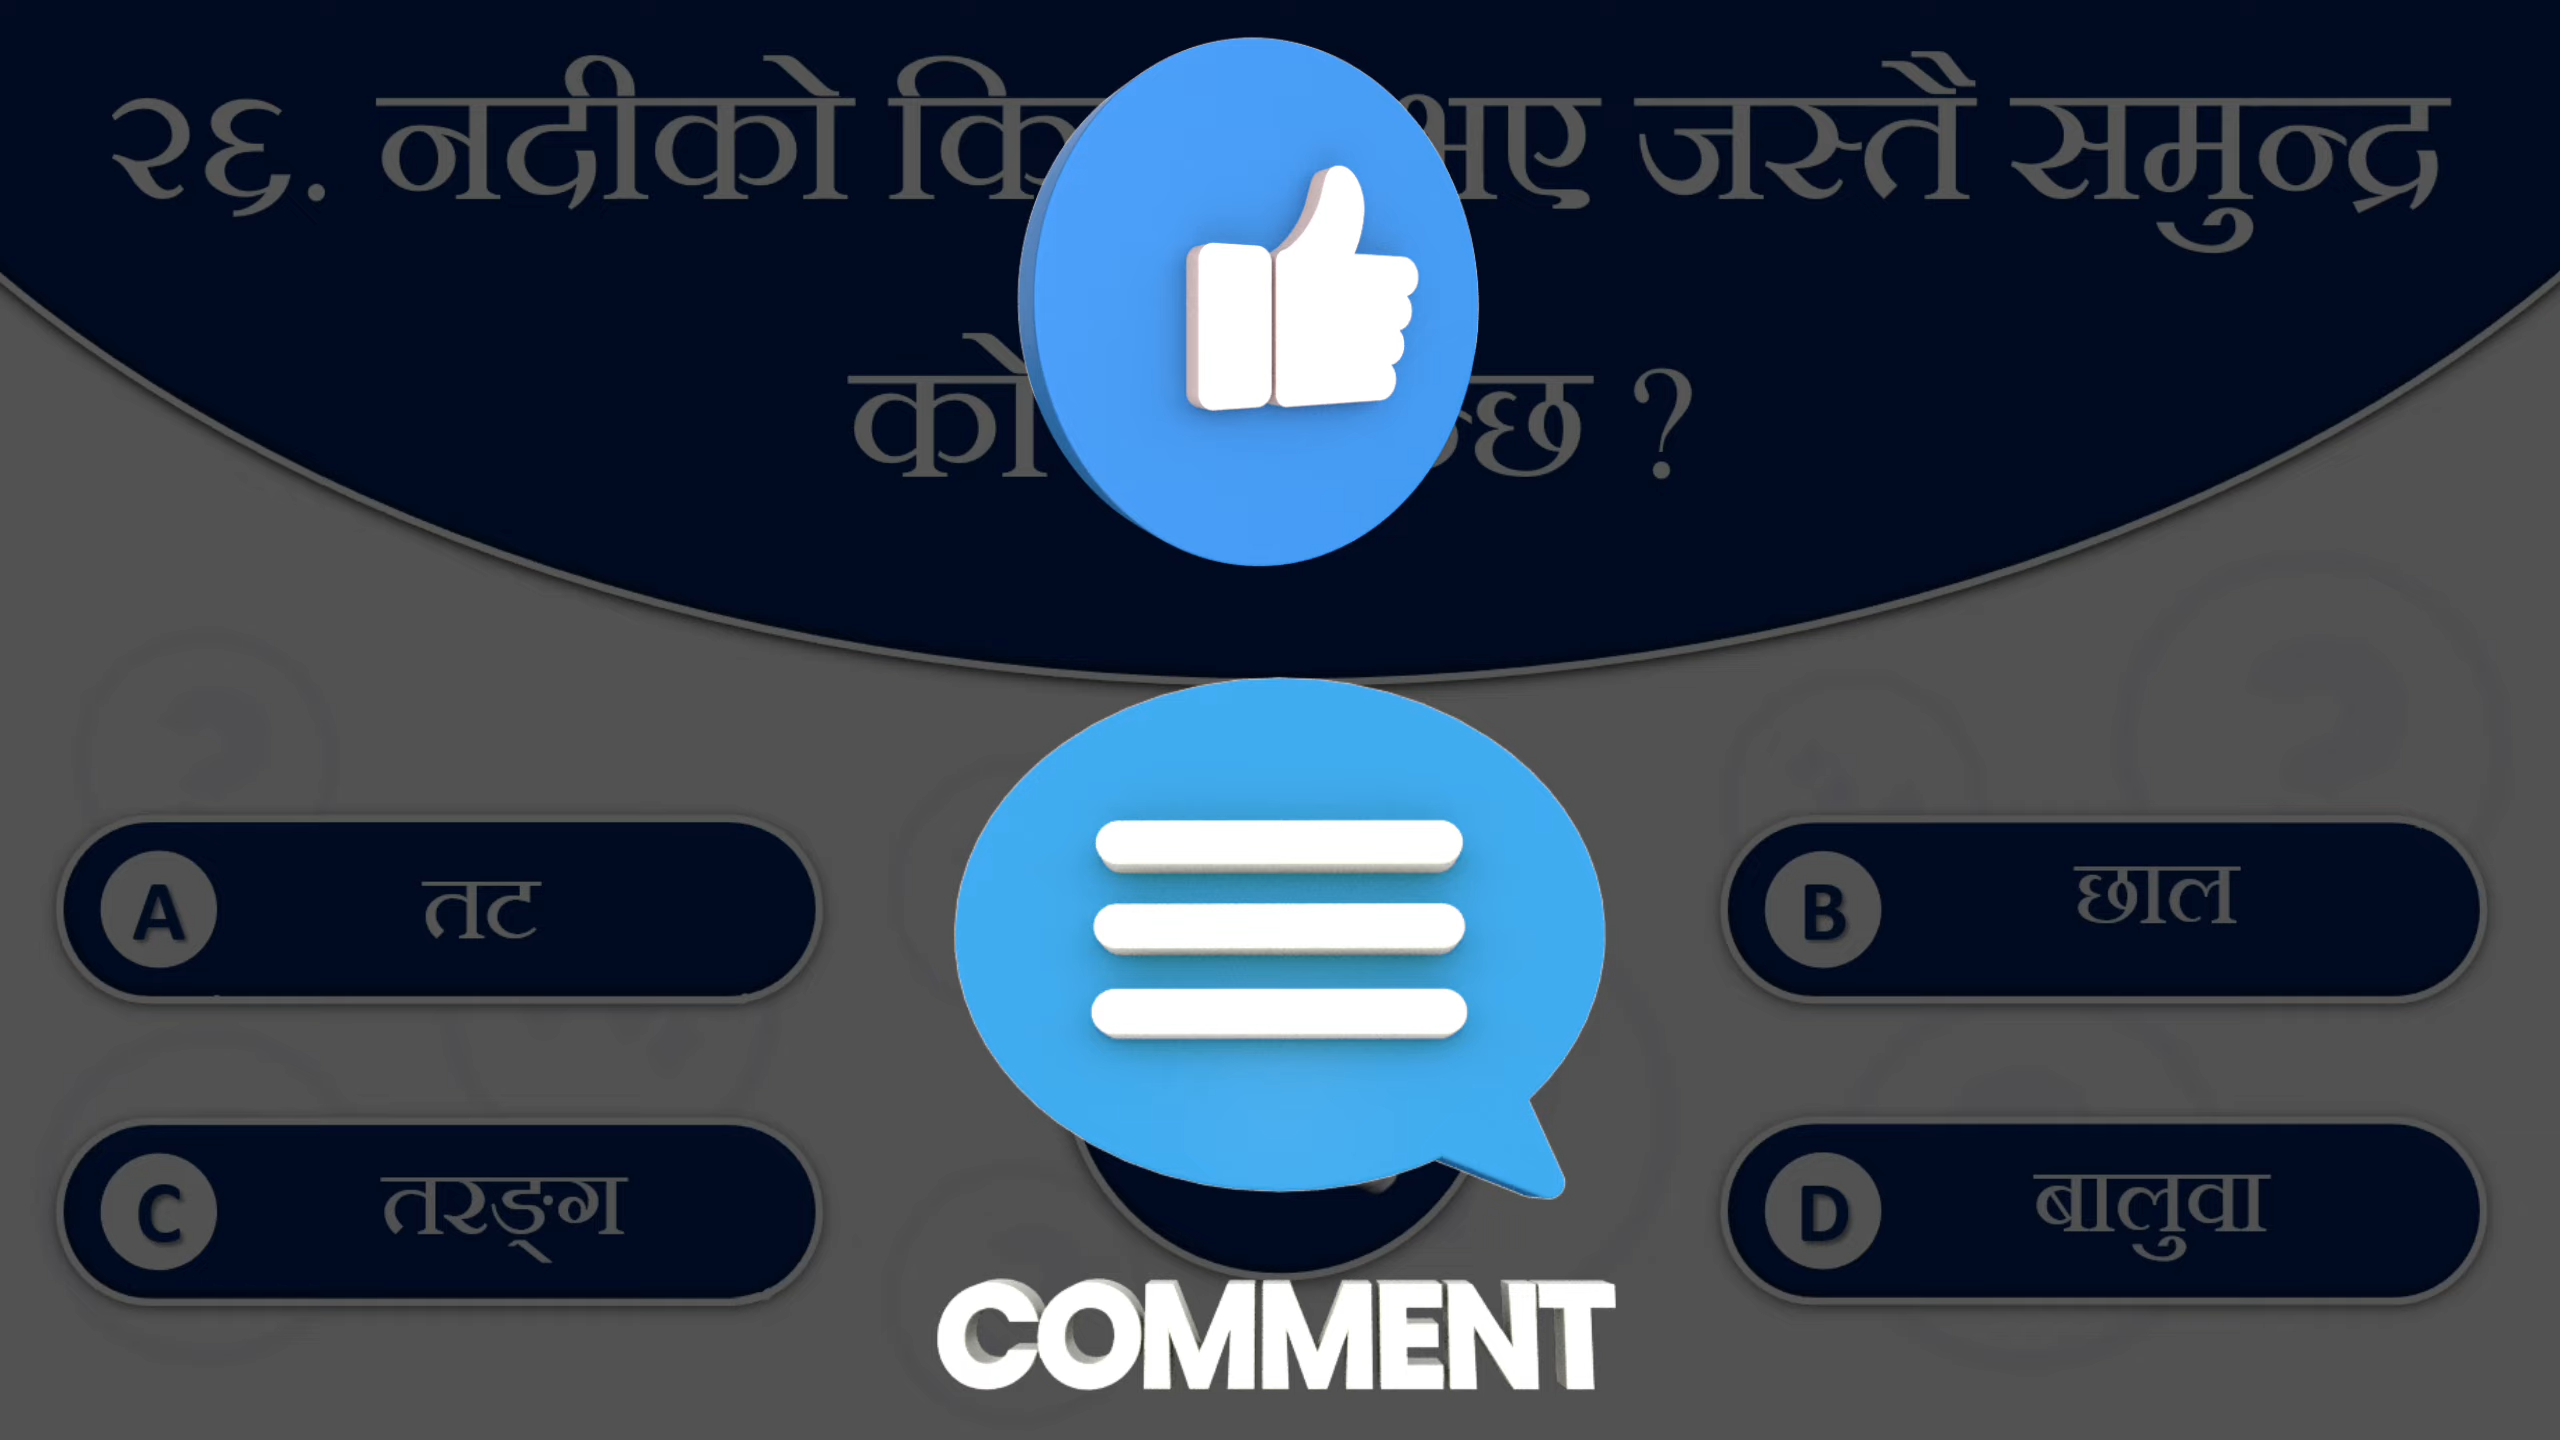 २६. नदीको भए जस्तै समुन्द्र
को ?
A तट
B छाल
C तरङ्ग
D बालुवा
COMMENT